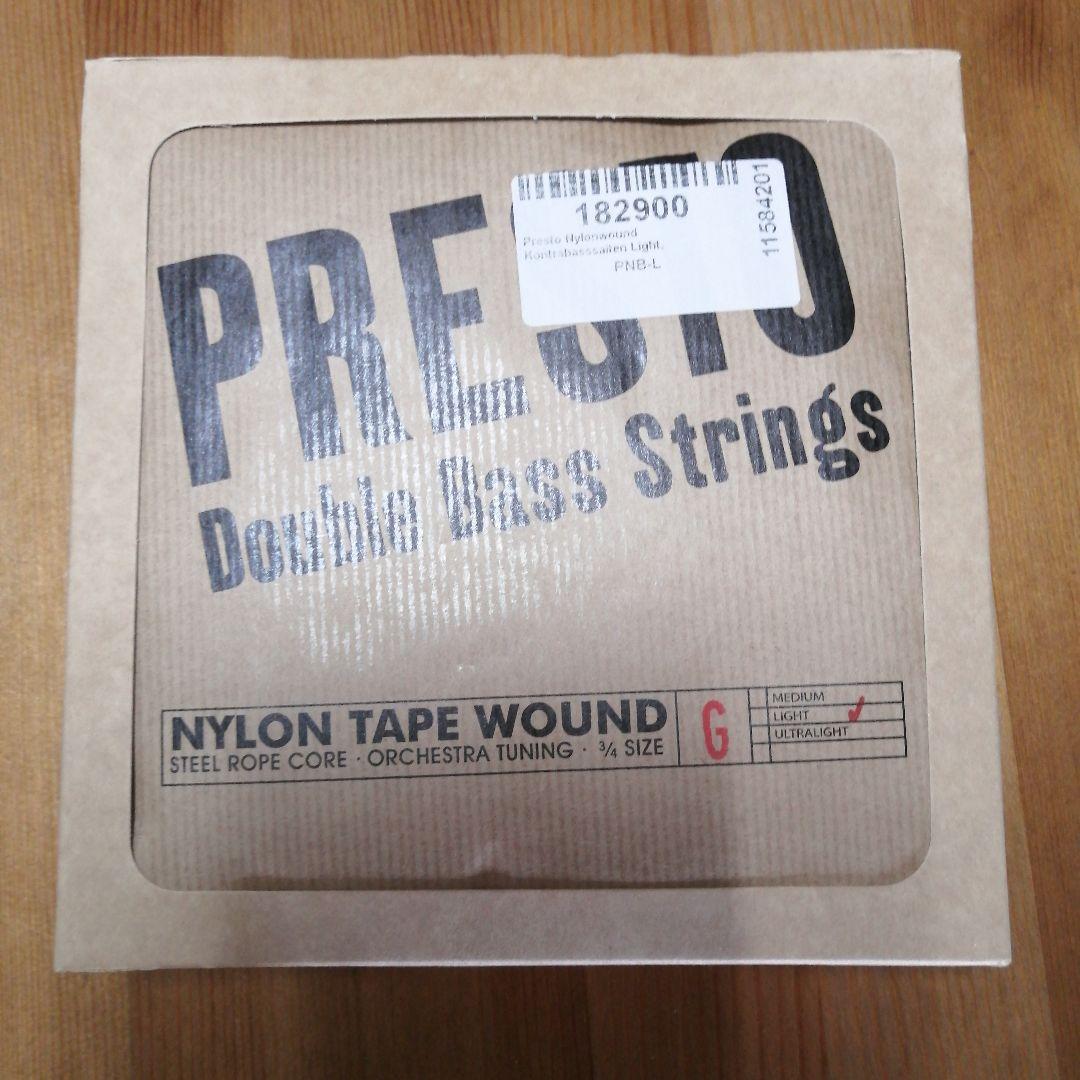 PRESTO
182900
Presto Nylonwound
Kontrabasssaiten Light,
PNB-L
11584201
Double Bass Strings
NYLON TAPE WOUND
STEEL ROPE CORE · ORCHESTRA TUNING · ¾ SIZE
G
MEDIUM
LIGHT ✓
ULTRALIGHT